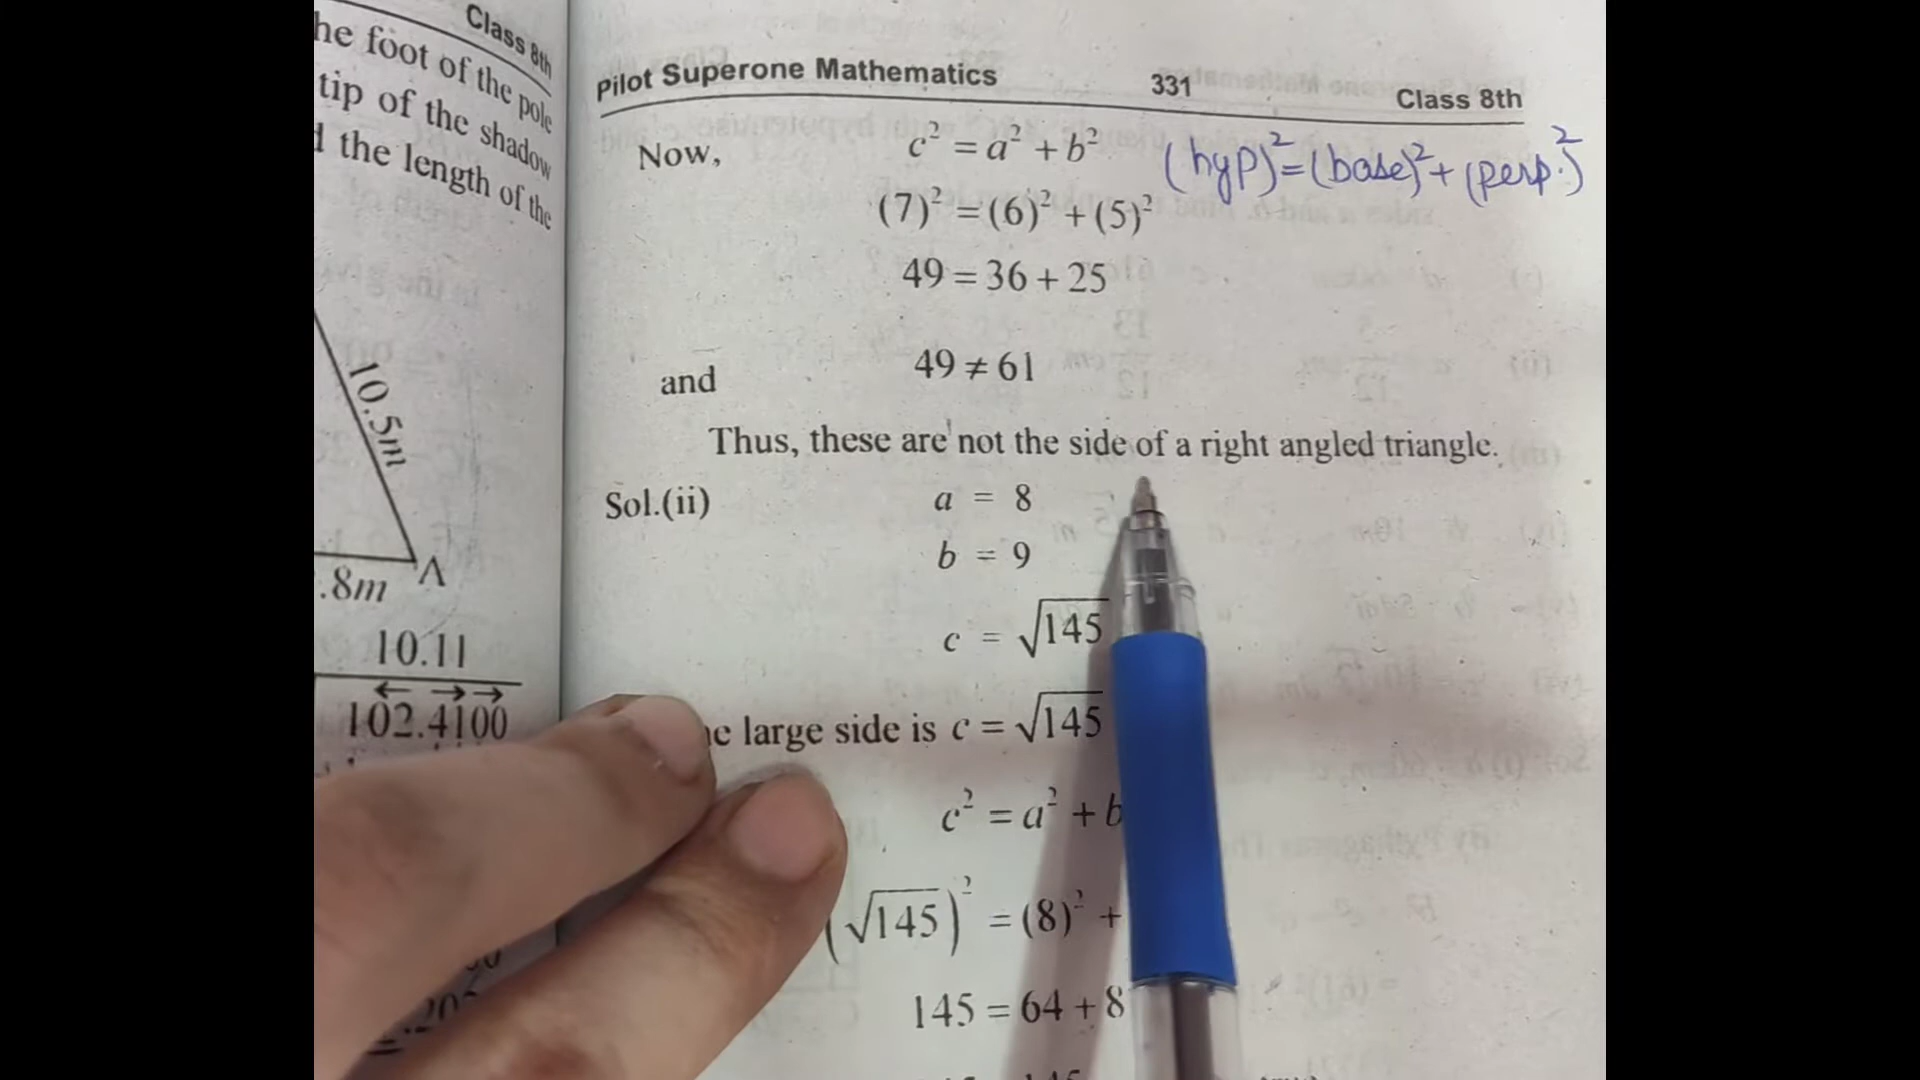 Class 8th
he foot of the pole
tip of the shadow
d the length of the
10.5m
.8m
10.11
102.4100
Pilot Superone Mathematics 331 Class 8th
Now, c² = a² + b² (hyp)² = (base)² + (perp.)²
(7)² = (6)² + (5)²
49 = 36 + 25
and 49 ≠ 61
Thus, these are not the side of a right angled triangle.
Sol.(ii) a = 8
b = 9
c = √145
large side is c = √145
c² = a² + b
(√145)² = (8)² +
145 = 64 + 8